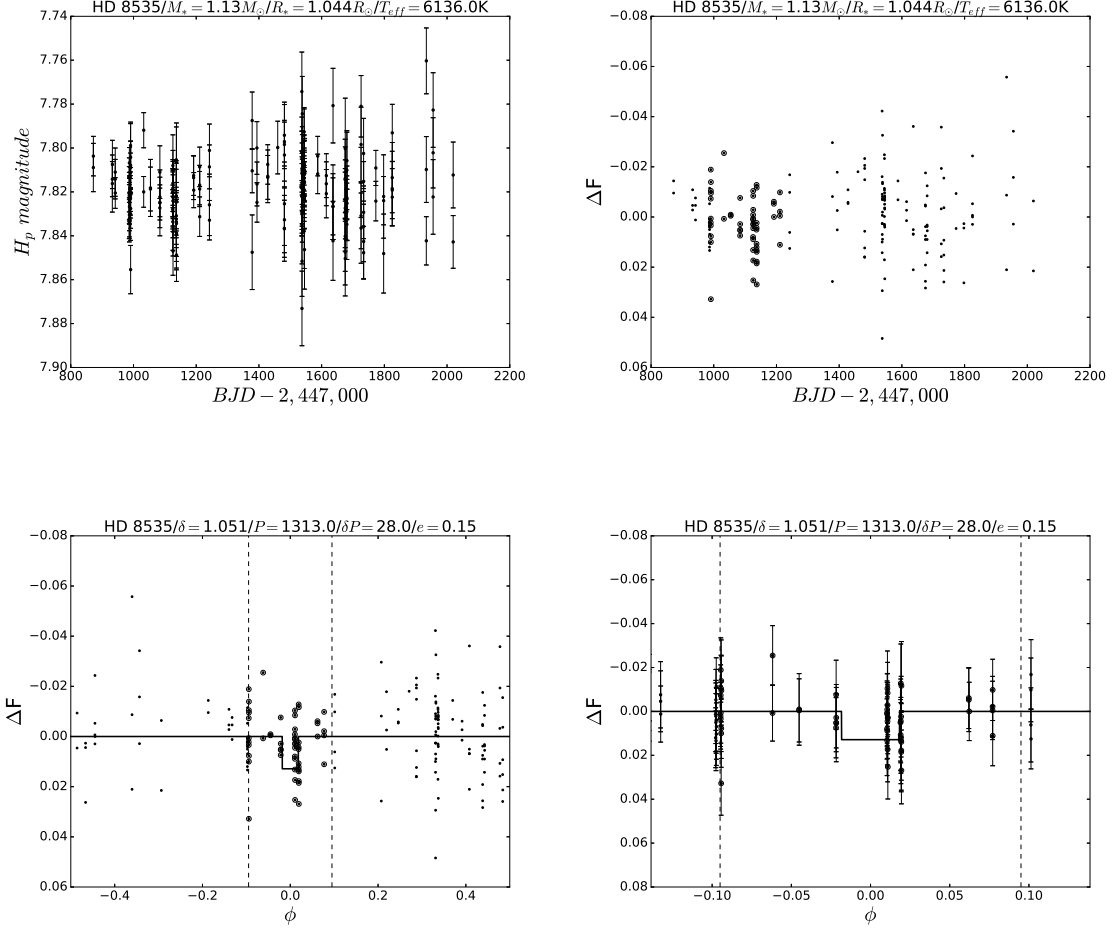 HD 8535/M* = 1.13M⊙/R* = 1.044R⊙/Teff = 6136.0K
7.74
7.76
7.78
7.80
7.82
7.84
7.86
7.88
7.90
Hp magnitude
800 1000 1200 1400 1600 1800 2000 2200
BJD − 2,447,000
HD 8535/M* = 1.13M⊙/R* = 1.044R⊙/Teff = 6136.0K
−0.08
−0.06
−0.04
−0.02
0.00
0.02
0.04
0.06
ΔF
800 1000 1200 1400 1600 1800 2000 2200
BJD − 2,447,000
HD 8535/δ = 1.051/P = 1313.0/δP = 28.0/e = 0.15
−0.08
−0.06
−0.04
−0.02
0.00
0.02
0.04
0.06
ΔF
−0.4 −0.2 0.0 0.2 0.4
ϕ
HD 8535/δ = 1.051/P = 1313.0/δP = 28.0/e = 0.15
−0.08
−0.06
−0.04
−0.02
0.00
0.02
0.04
0.06
0.08
ΔF
−0.10 −0.05 0.00 0.05 0.10
ϕ